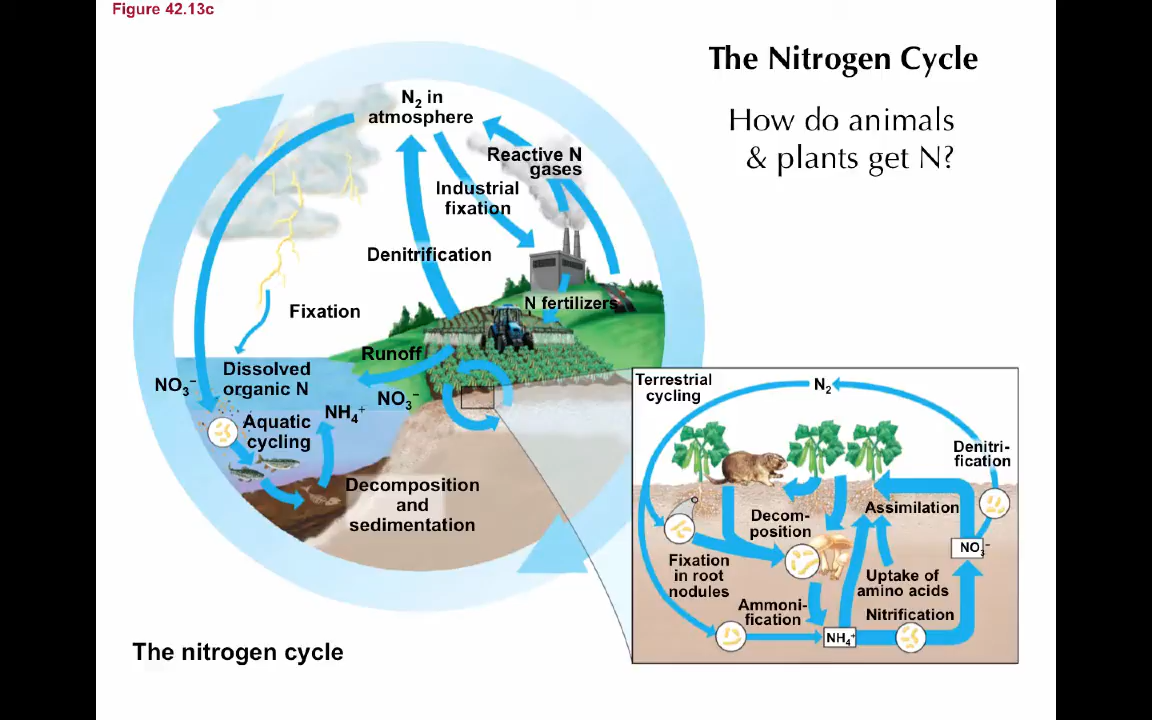 Figure 42.13c
The Nitrogen Cycle
How do animals
& plants get N?
N₂ in
atmosphere
Reactive N
gases
Industrial
fixation
Denitrification
N fertilizers
Fixation
Runoff
Dissolved
organic N
NO₃⁻
NH₄⁺
NO₃⁻
Aquatic
cycling
Decomposition
and
sedimentation
Terrestrial
cycling
N₂
Denitri-
fication
Assimilation
Decom-
position
NO₃⁻
Fixation
in root
nodules
Uptake of
amino acids
Ammoni-
fication
Nitrification
NH₄⁺
The nitrogen cycle